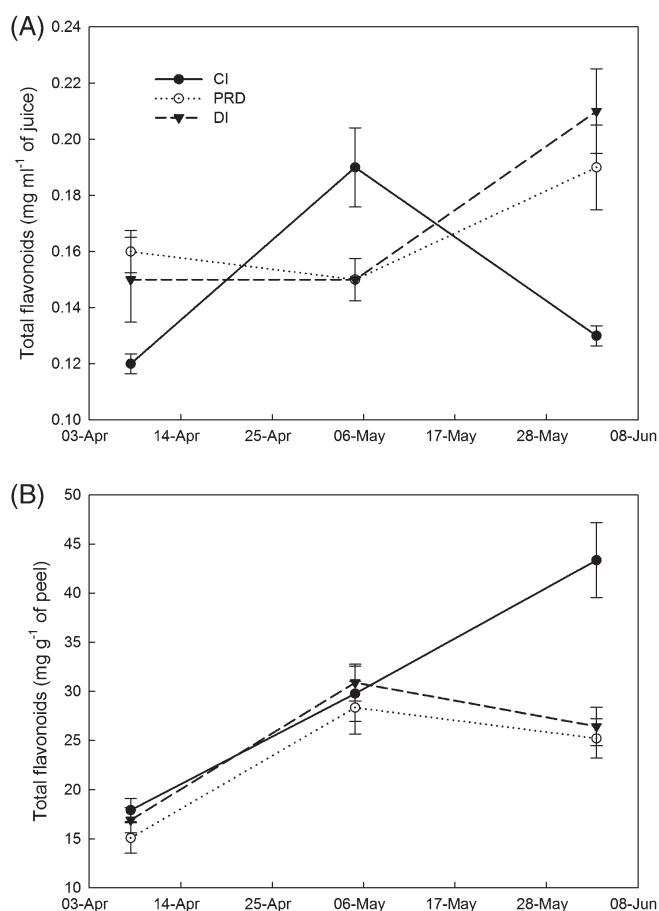 (A)
Total flavonoids (mg ml⁻¹ of juice)
0.24
0.22
0.20
0.18
0.16
0.14
0.12
0.10
CI
PRD
DI
03-Apr 14-Apr 25-Apr 06-May 17-May 28-May 08-Jun
(B)
Total flavonoids (mg g⁻¹ of peel)
50
45
40
35
30
25
20
15
10
03-Apr 14-Apr 25-Apr 06-May 17-May 28-May 08-Jun